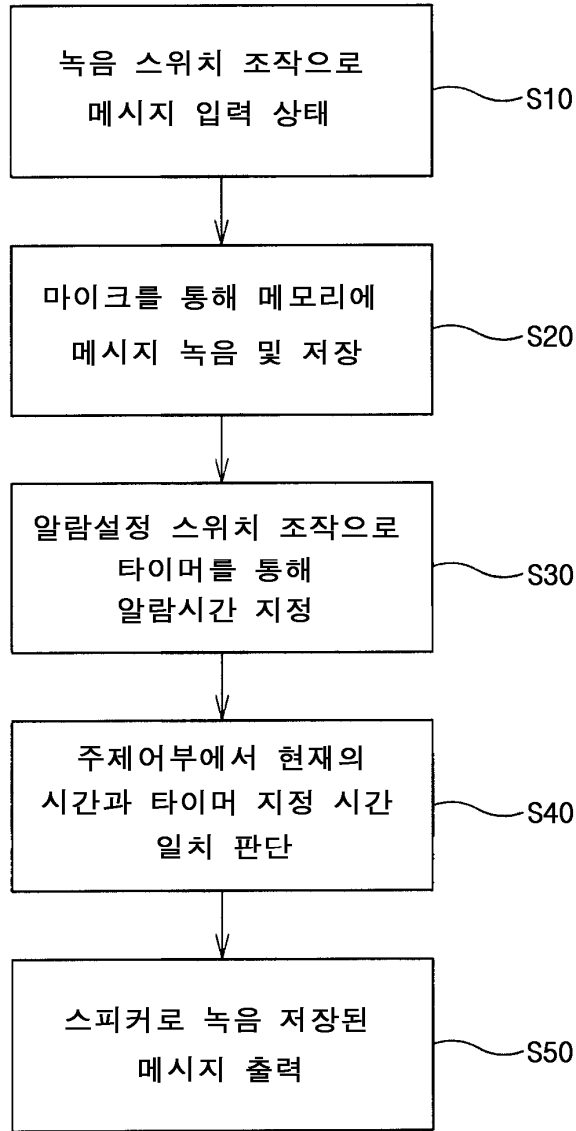 녹음 스위치 조작으로
메시지 입력 상태
S10
마이크를 통해 메모리에
메시지 녹음 및 저장
S20
알람설정 스위치 조작으로
타이머를 통해
알람시간 지정
S30
주제어부에서 현재의
시간과 타이머 지정 시간
일치 판단
S40
스피커로 녹음 저장된
메시지 출력
S50